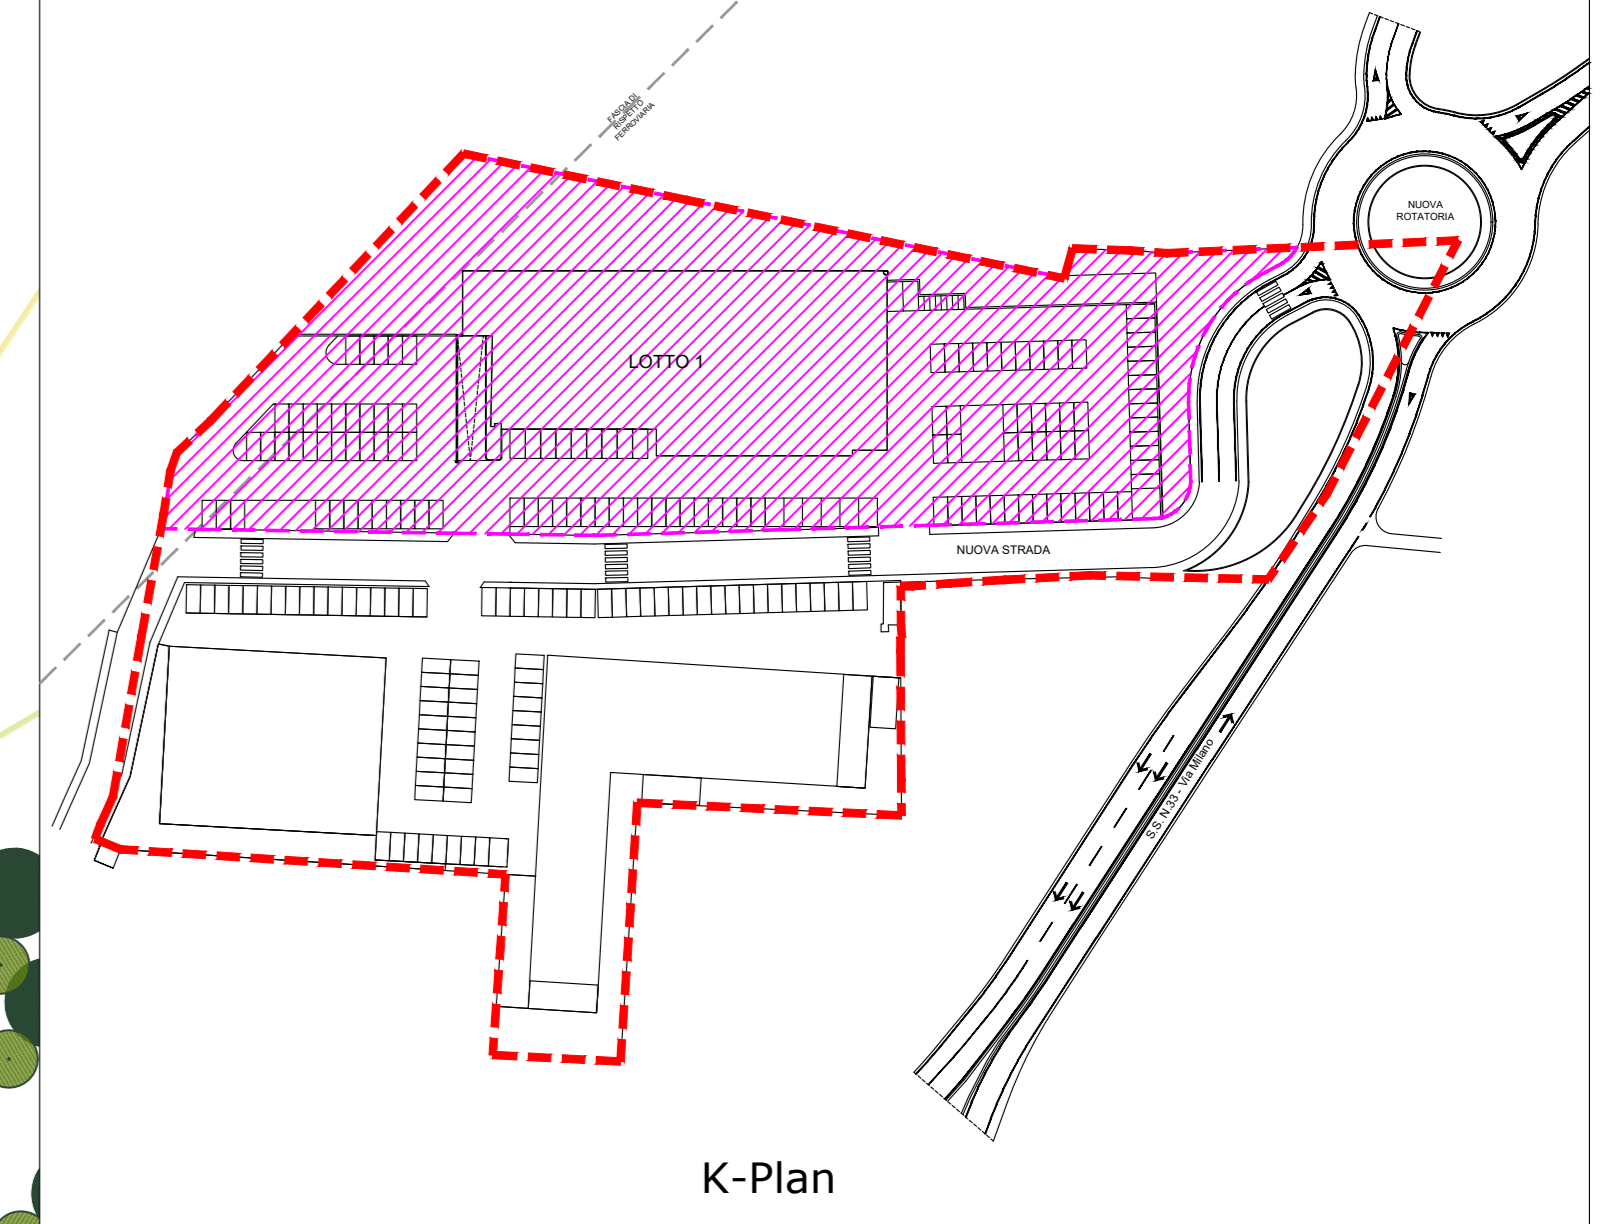 FASCIA DI
RISPETTO
FERROVIARIA
NUOVA
ROTATORIA
LOTTO 1
NUOVA STRADA
S.S. N.33 - Via Milano
K-Plan